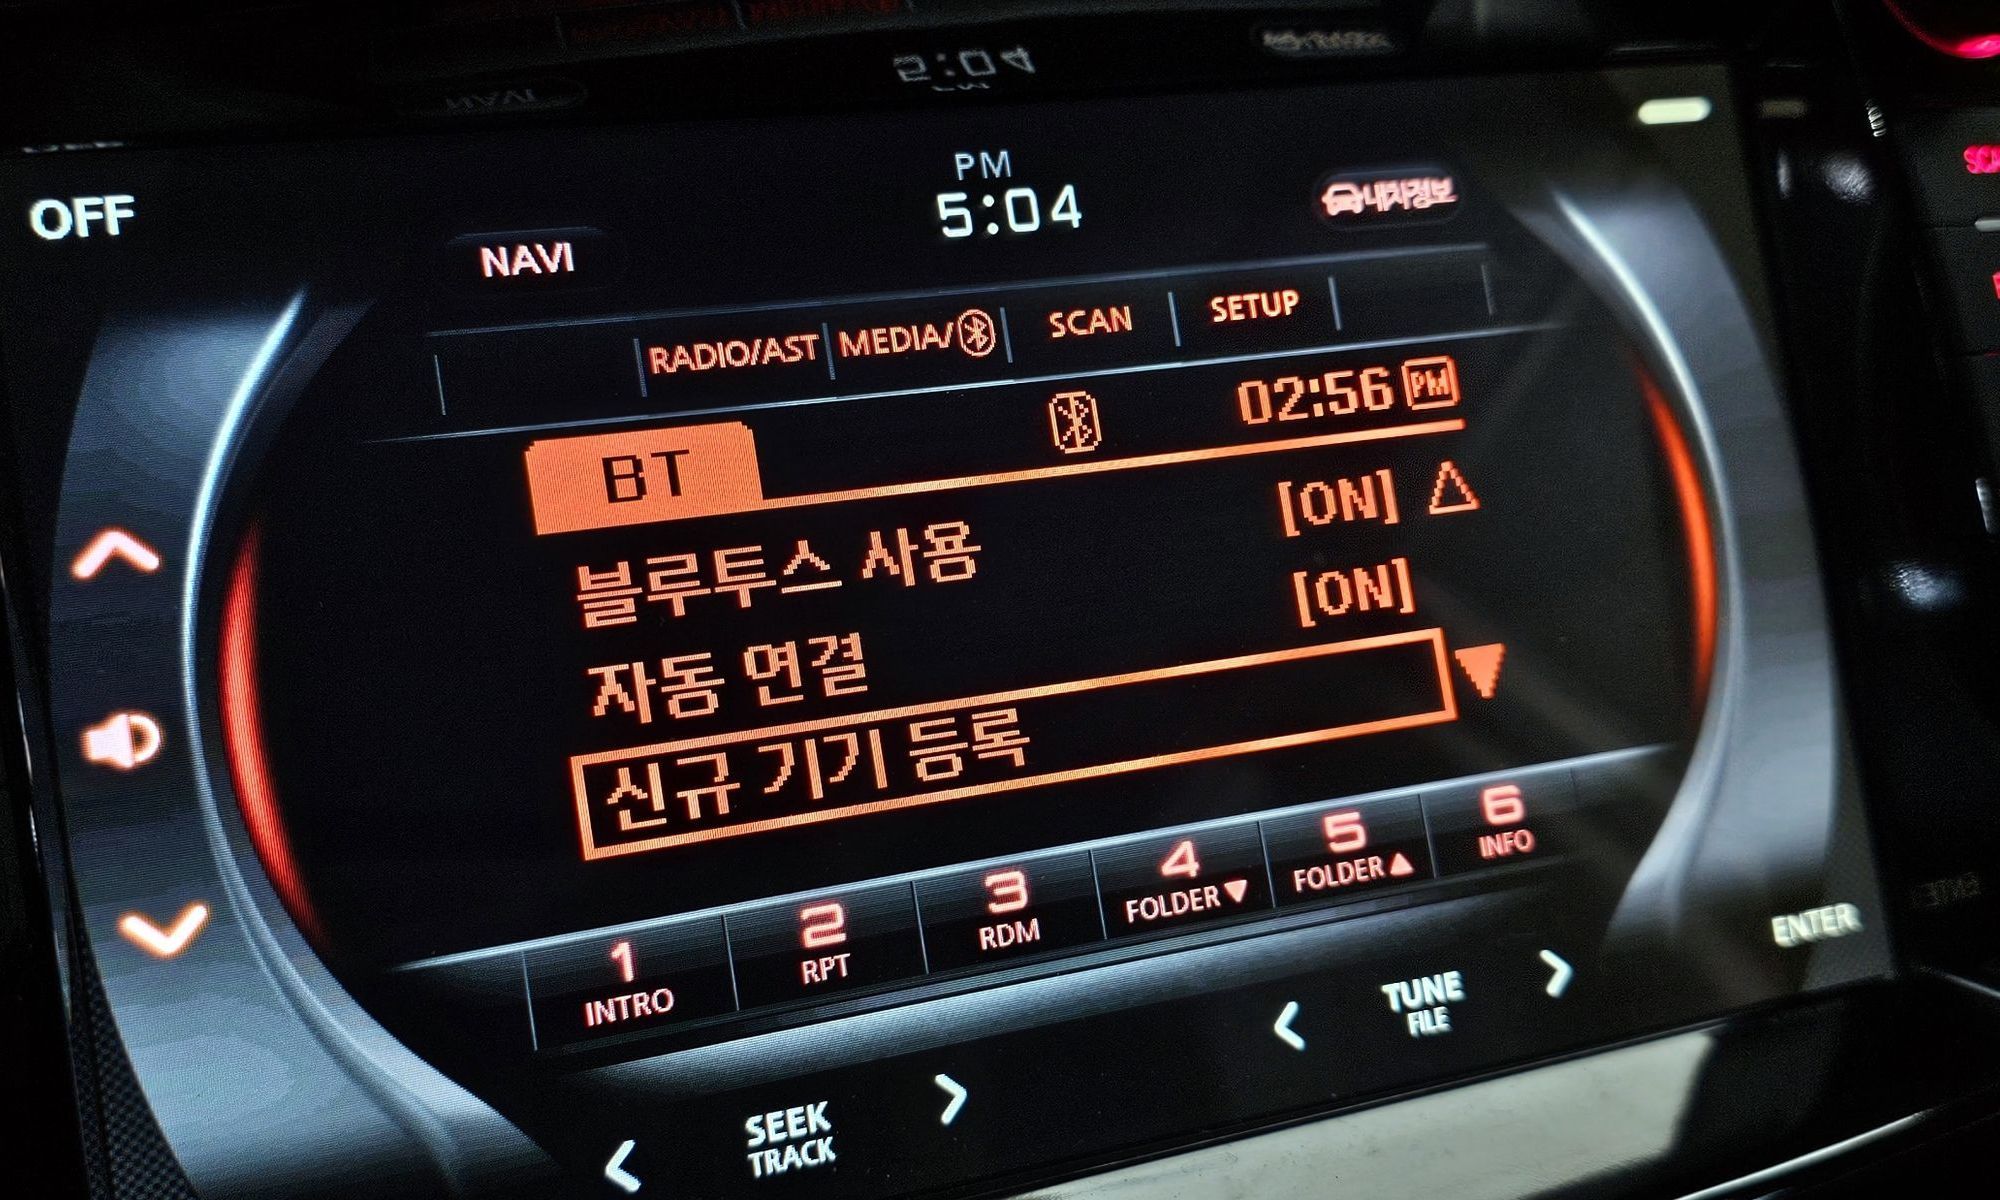 PM
5:04
OFF
NAVI
내차정보
RADIO/AST
MEDIA/
SCAN
SETUP
BT
02:56 PM
블루투스 사용 [ON] △
자동 연결 [ON]
신규 기기 등록 ▼
1 INTRO
2 RPT
3 RDM
4 FOLDER▼
5 FOLDER▲
6 INFO
ENTER
< TUNE FILE >
< SEEK TRACK >